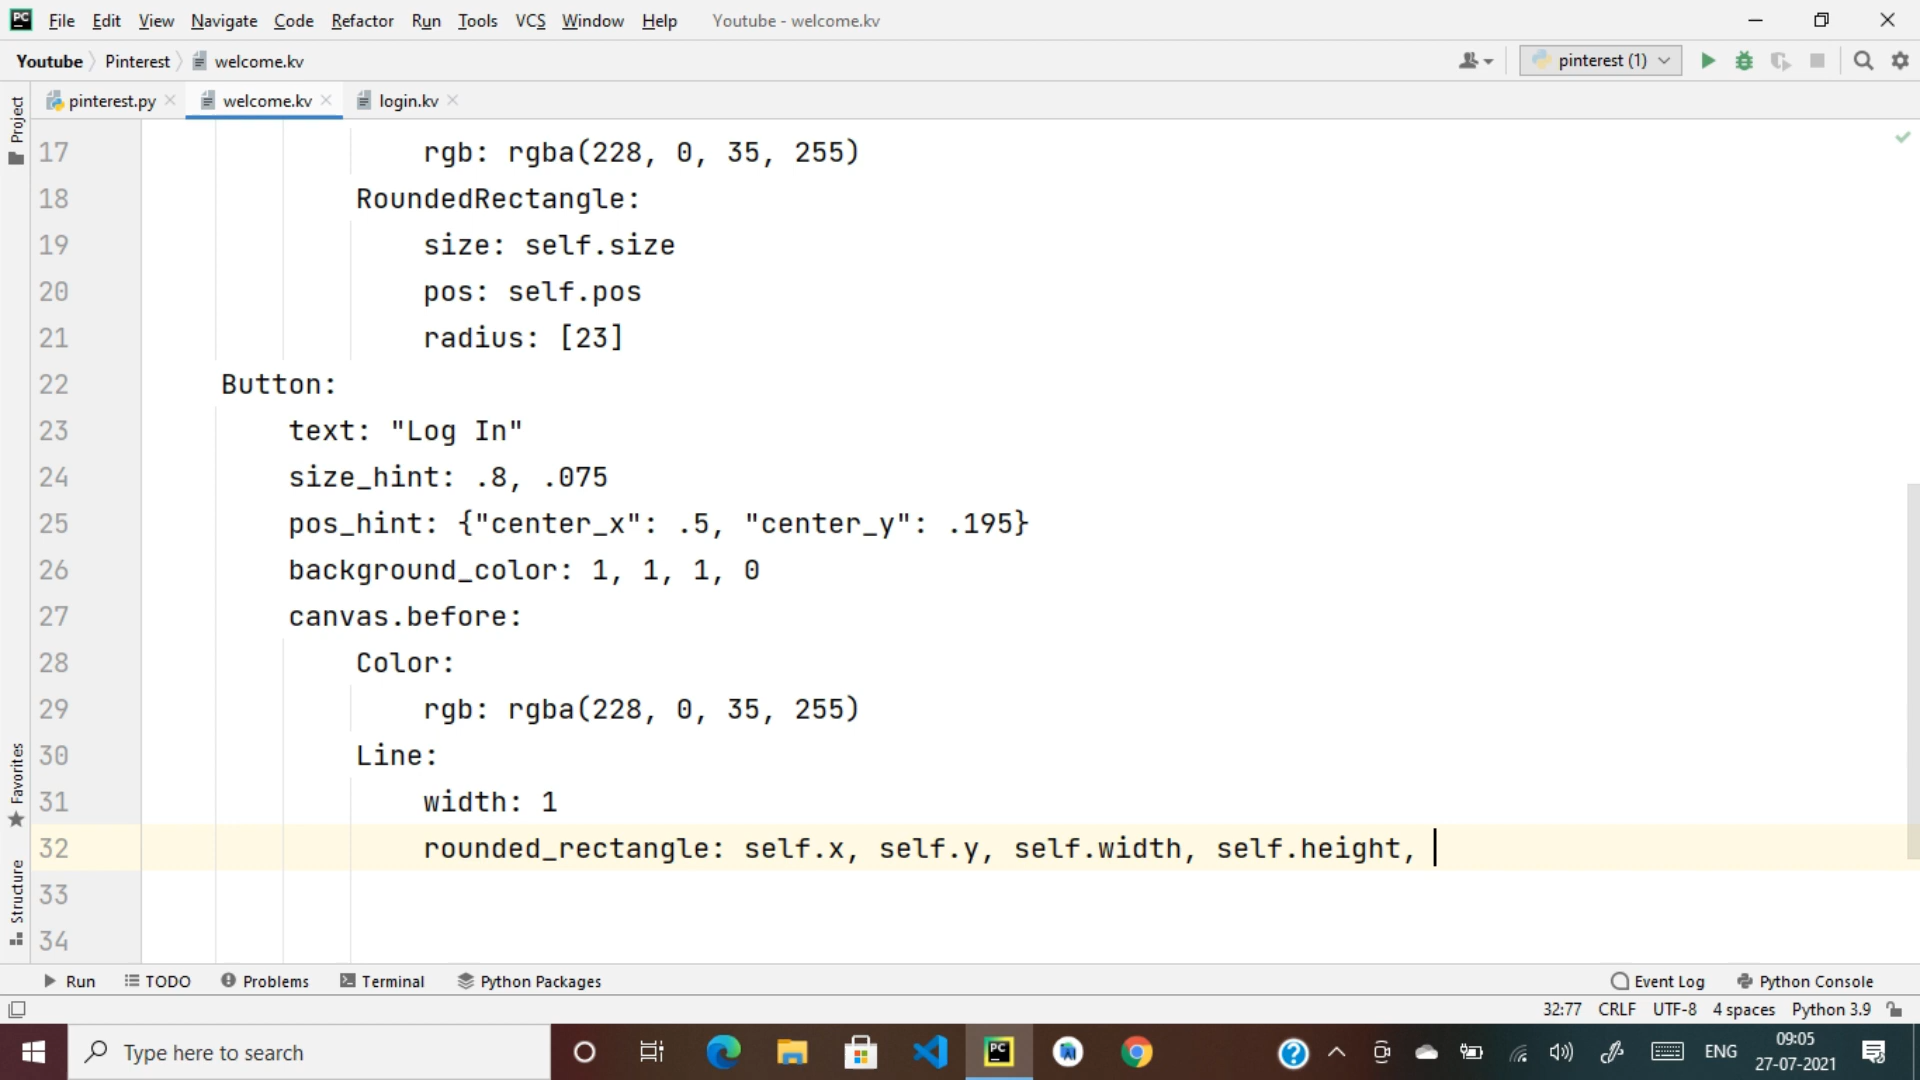 PC File Edit View Navigate Code Refactor Run Tools VCS Window Help Youtube - welcome.kv
Youtube Pinterest welcome.kv pinterest (1)
pinterest.py welcome.kv login.kv
Project
17 rgb: rgba(228, 0, 35, 255)
18 RoundedRectangle:
19 size: self.size
20 pos: self.pos
21 radius: [23]
22 Button:
23 text: "Log In"
24 size_hint: .8, .075
25 pos_hint: {"center_x": .5, "center_y": .195}
26 background_color: 1, 1, 1, 0
27 canvas.before:
28 Color:
29 rgb: rgba(228, 0, 35, 255)
30 Line:
31 width: 1
32 rounded_rectangle: self.x, self.y, self.width, self.height,
33
34
Favorites
Structure
Run TODO Problems Terminal Python Packages Event Log Python Console
32:77 CRLF UTF-8 4 spaces Python 3.9
Type here to search PC ENG 09:05
27-07-2021